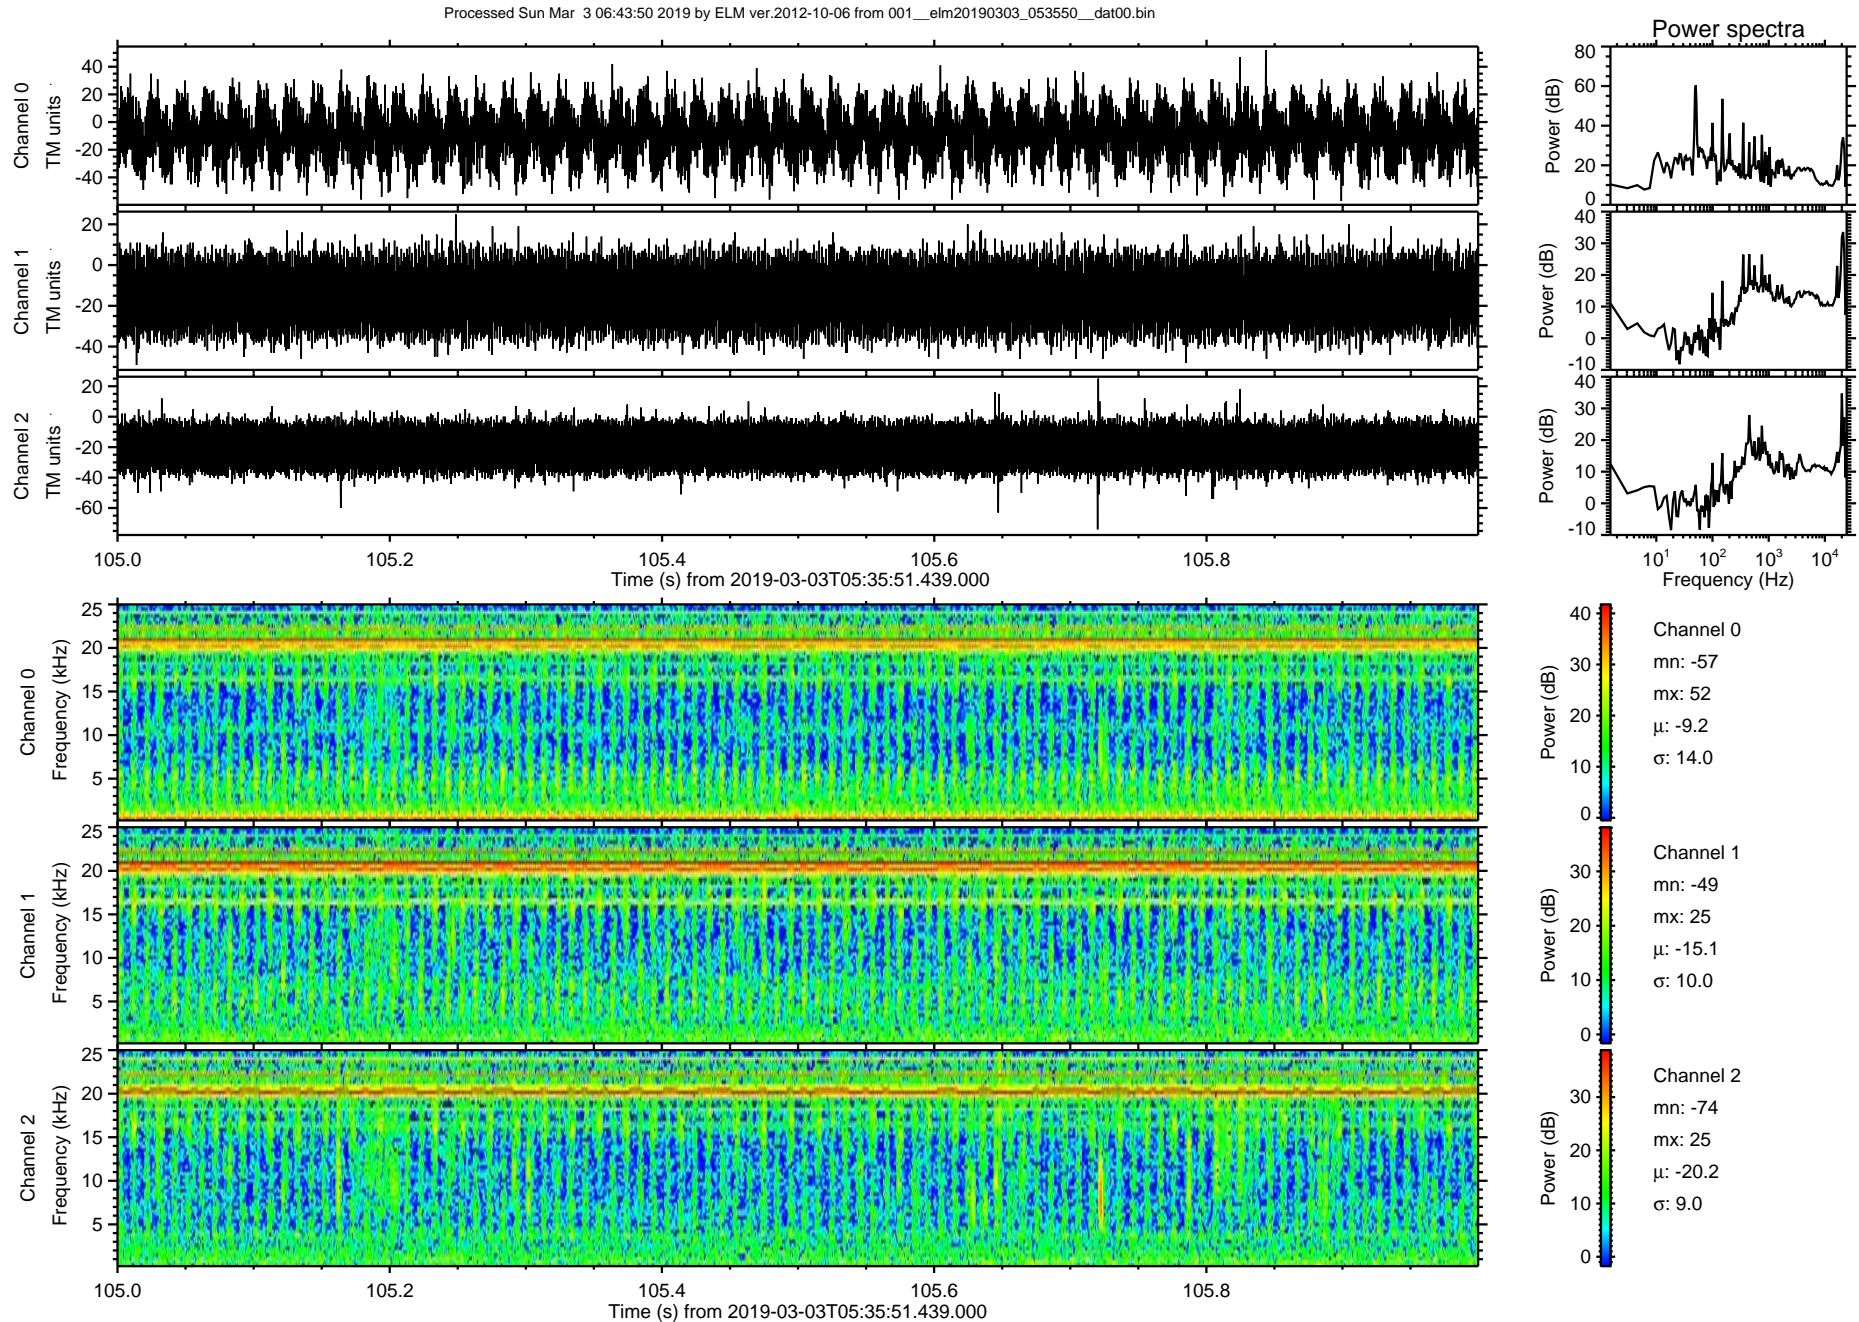 Processed Sun Mar  3 06:43:50 2019 by ELM ver.2012-10-06 from 001__elm20190303_053550__dat00.bin
Power spectra
Channel 0
TM units
40
20
0
-20
-40
Power (dB)
80
60
40
20
0
Channel 1
TM units
20
0
-20
-40
Power (dB)
40
30
20
10
0
-10
Channel 2
TM units
20
0
-20
-40
-60
Power (dB)
40
30
20
10
0
-10
105.0 105.2 105.4 105.6 105.8
Time (s) from 2019-03-03T05:35:51.439.000
10¹ 10² 10³ 10⁴
Frequency (Hz)
Channel 0
Frequency (kHz)
25
20
15
10
5
Power (dB)
40
30
20
10
0
Channel 0
mn: -57
mx: 52
μ: -9.2
σ: 14.0
Channel 1
Frequency (kHz)
25
20
15
10
5
Power (dB)
30
20
10
0
Channel 1
mn: -49
mx: 25
μ: -15.1
σ: 10.0
Channel 2
Frequency (kHz)
25
20
15
10
5
Power (dB)
30
20
10
0
Channel 2
mn: -74
mx: 25
μ: -20.2
σ: 9.0
105.0 105.2 105.4 105.6 105.8
Time (s) from 2019-03-03T05:35:51.439.000